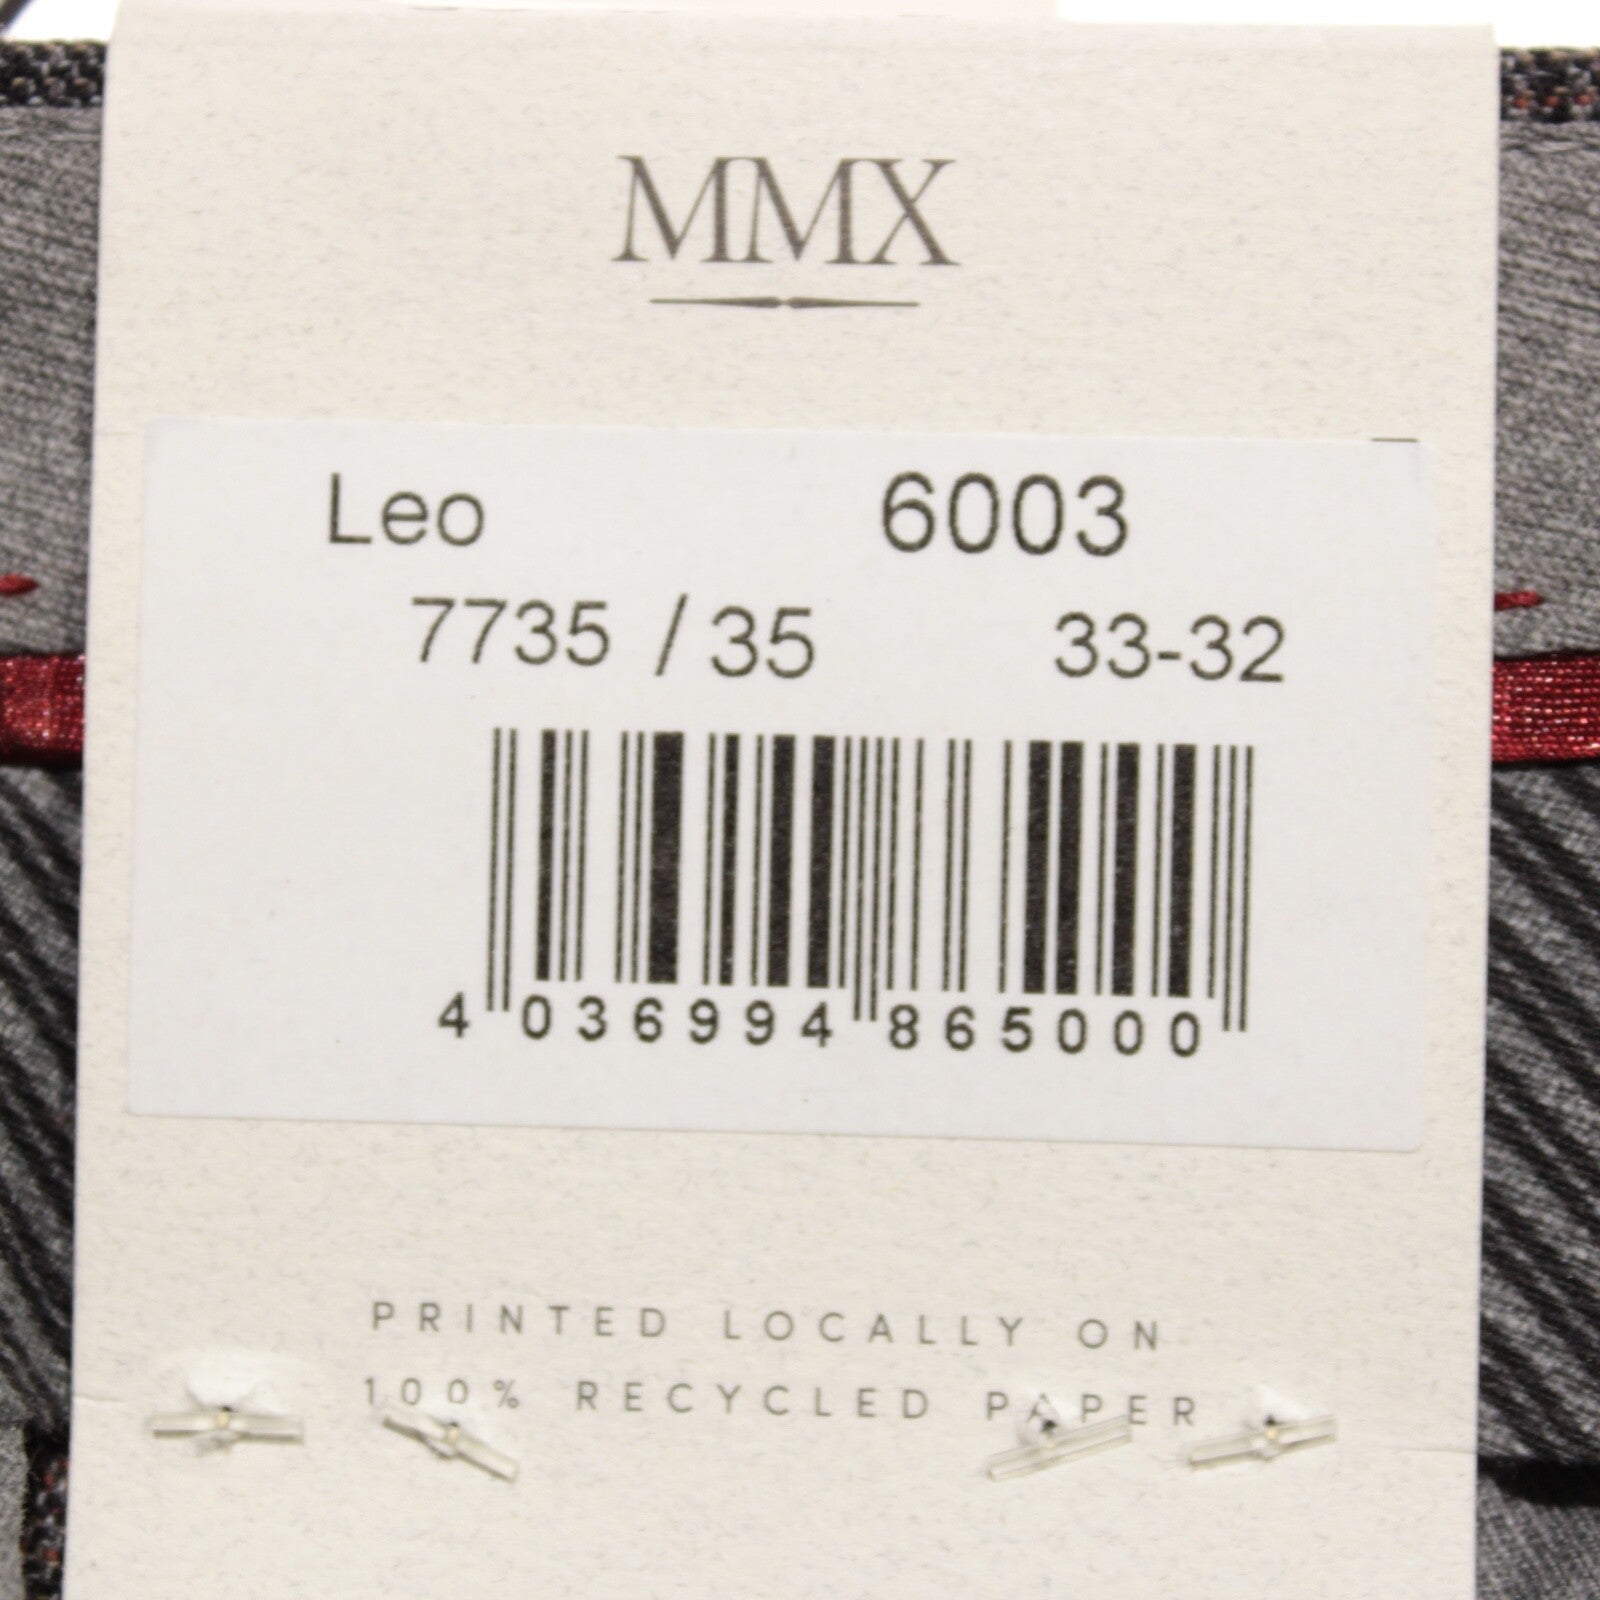 MMX
Leo 6003
7735 / 35 33-32
4 036994 865000
PRINTED LOCALLY ON
100% RECYCLED PAPER